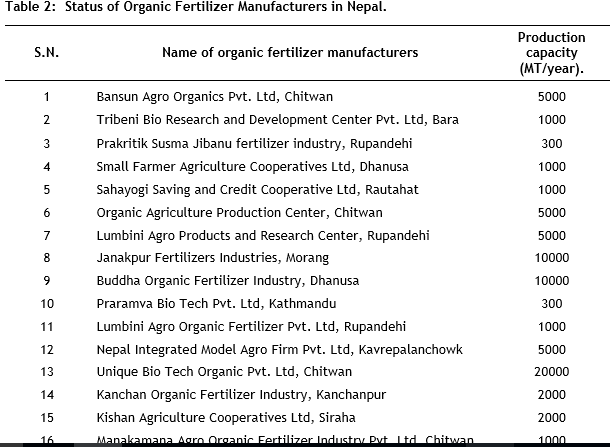 Table 2: Status of Organic Fertilizer Manufacturers in Nepal.
S.N. Name of organic fertilizer manufacturers Production capacity (MT/year).
1 Bansun Agro Organics Pvt. Ltd, Chitwan 5000
2 Tribeni Bio Research and Development Center Pvt. Ltd, Bara 1000
3 Prakritik Susma Jibanu fertilizer industry, Rupandehi 300
4 Small Farmer Agriculture Cooperatives Ltd, Dhanusa 1000
5 Sahayogi Saving and Credit Cooperative Ltd, Rautahat 1000
6 Organic Agriculture Production Center, Chitwan 5000
7 Lumbini Agro Products and Research Center, Rupandehi 5000
8 Janakpur Fertilizers Industries, Morang 10000
9 Buddha Organic Fertilizer Industry, Dhanusa 10000
10 Praramva Bio Tech Pvt. Ltd, Kathmandu 300
11 Lumbini Agro Organic Fertilizer Pvt. Ltd, Rupandehi 1000
12 Nepal Integrated Model Agro Firm Pvt. Ltd, Kavrepalanchowk 5000
13 Unique Bio Tech Organic Pvt. Ltd, Chitwan 20000
14 Kanchan Organic Fertilizer Industry, Kanchanpur 2000
15 Kishan Agriculture Cooperatives Ltd, Siraha 2000
16 Manakamana Agro Organic Fertilizer Industry Pvt. Ltd, Chitwan 1000